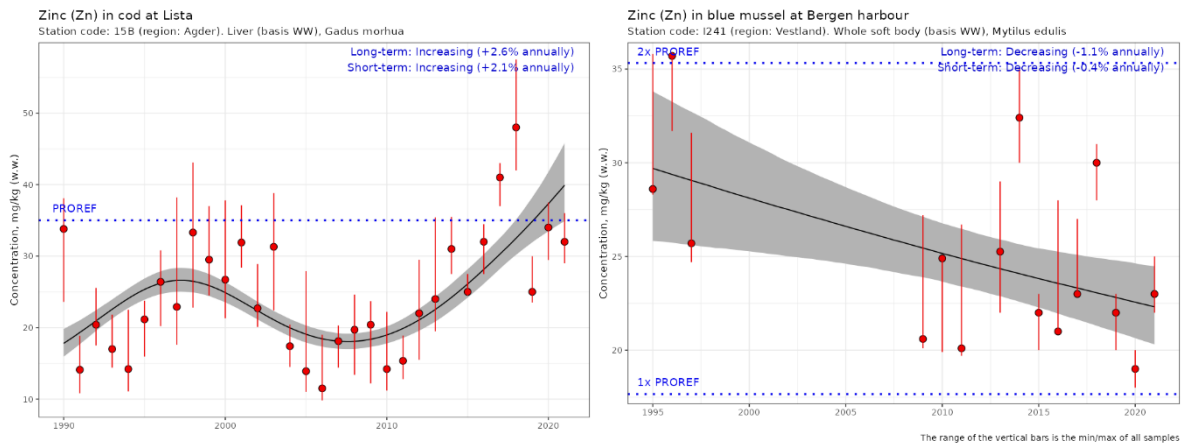 Zinc (Zn) in cod at Lista
Station code: 15B (region: Agder). Liver (basis WW), Gadus morhua
Long-term: Increasing (+2.6% annually)
Short-term: Increasing (+2.1% annually)
PROREF
Concentration, mg/kg (w.w.)
50
40
30
20
10
1990
2000
2010
2020
Zinc (Zn) in blue mussel at Bergen harbour
Station code: I241 (region: Vestland). Whole soft body (basis WW), Mytilus edulis
2x PROREF
Long-term: Decreasing (-1.1% annually)
Short-term: Decreasing (-0.4% annually)
Concentration, mg/kg (w.w.)
35
30
25
20
1x PROREF
1995
2000
2005
2010
2015
2020
The range of the vertical bars is the min/max of all samples